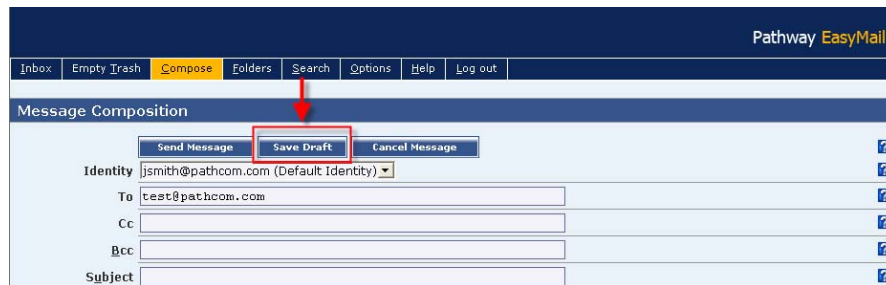 Pathway EasyMail
Inbox Empty Trash Compose Folders Search Options Help Log out
Message Composition
Send Message Save Draft Cancel Message
Identity jsmith@pathcom.com (Default Identity)
To test@pathcom.com
Cc
Bcc
Subject